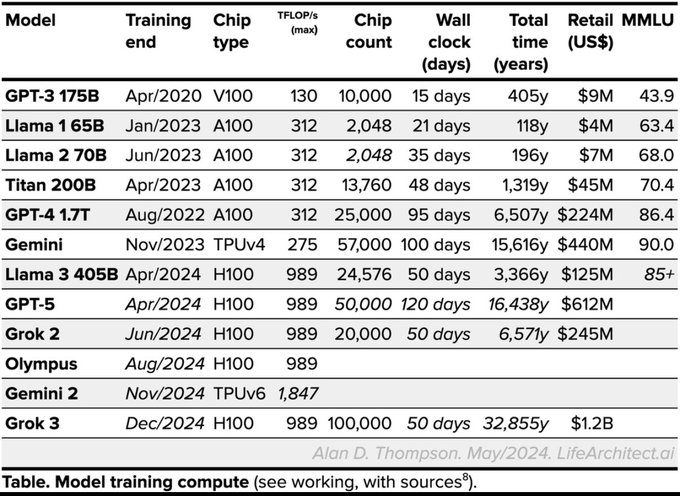 Model Training end Chip type TFLOP/s (max) Chip count Wall clock (days) Total time (years) Retail (US$) MMLU
GPT-3 175B Apr/2020 V100 130 10,000 15 days 405y $9M 43.9
Llama 1 65B Jan/2023 A100 312 2,048 21 days 118y $4M 63.4
Llama 2 70B Jun/2023 A100 312 2,048 35 days 196y $7M 68.0
Titan 200B Apr/2023 A100 312 13,760 48 days 1,319y $45M 70.4
GPT-4 1.7T Aug/2022 A100 312 25,000 95 days 6,507y $224M 86.4
Gemini Nov/2023 TPUv4 275 57,000 100 days 15,616y $440M 90.0
Llama 3 405B Apr/2024 H100 989 24,576 50 days 3,366y $125M 85+
GPT-5 Apr/2024 H100 989 50,000 120 days 16,438y $612M
Grok 2 Jun/2024 H100 989 20,000 50 days 6,571y $245M
Olympus Aug/2024 H100 989
Gemini 2 Nov/2024 TPUv6 1,847
Grok 3 Dec/2024 H100 989 100,000 50 days 32,855y $1.2B
Alan D. Thompson. May/2024. LifeArchitect.ai
Table. Model training compute (see working, with sources⁸).